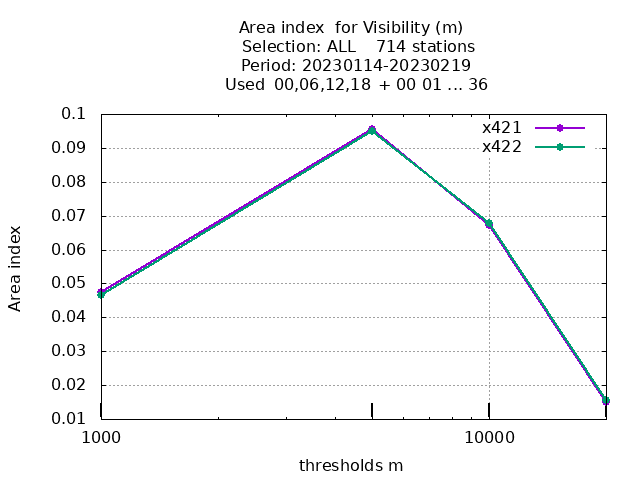 Area index  for Visibility (m)
Selection: ALL    714 stations
Period: 20230114-20230219
Used  00,06,12,18  + 00 01 ... 36
0.1
0.09
0.08
0.07
0.06
0.05
0.04
0.03
0.02
0.01
Area index
x421
x422
1000
10000
thresholds m